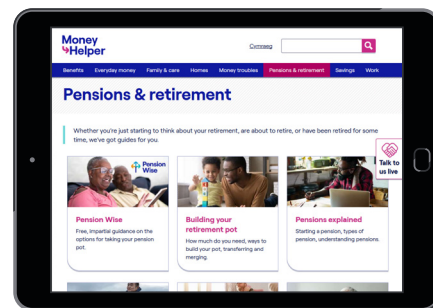 Money
Helper
Cymraeg
Benefits Everyday money Family & care Homes Money troubles Pensions & retirement Savings Work
Pensions & retirement
Whether you're just starting to think about your retirement, are about to retire, or have been retired for some
time, we've got guides for you.
Talk to
us live
Pension
Wise
Pension Wise
Free, impartial guidance on the
options for taking your pension
pot.
Building your
retirement pot
How much do you need, ways to
build your pot, transferring and
merging.
Pensions explained
Starting a pension, types of
pension, understanding pensions.